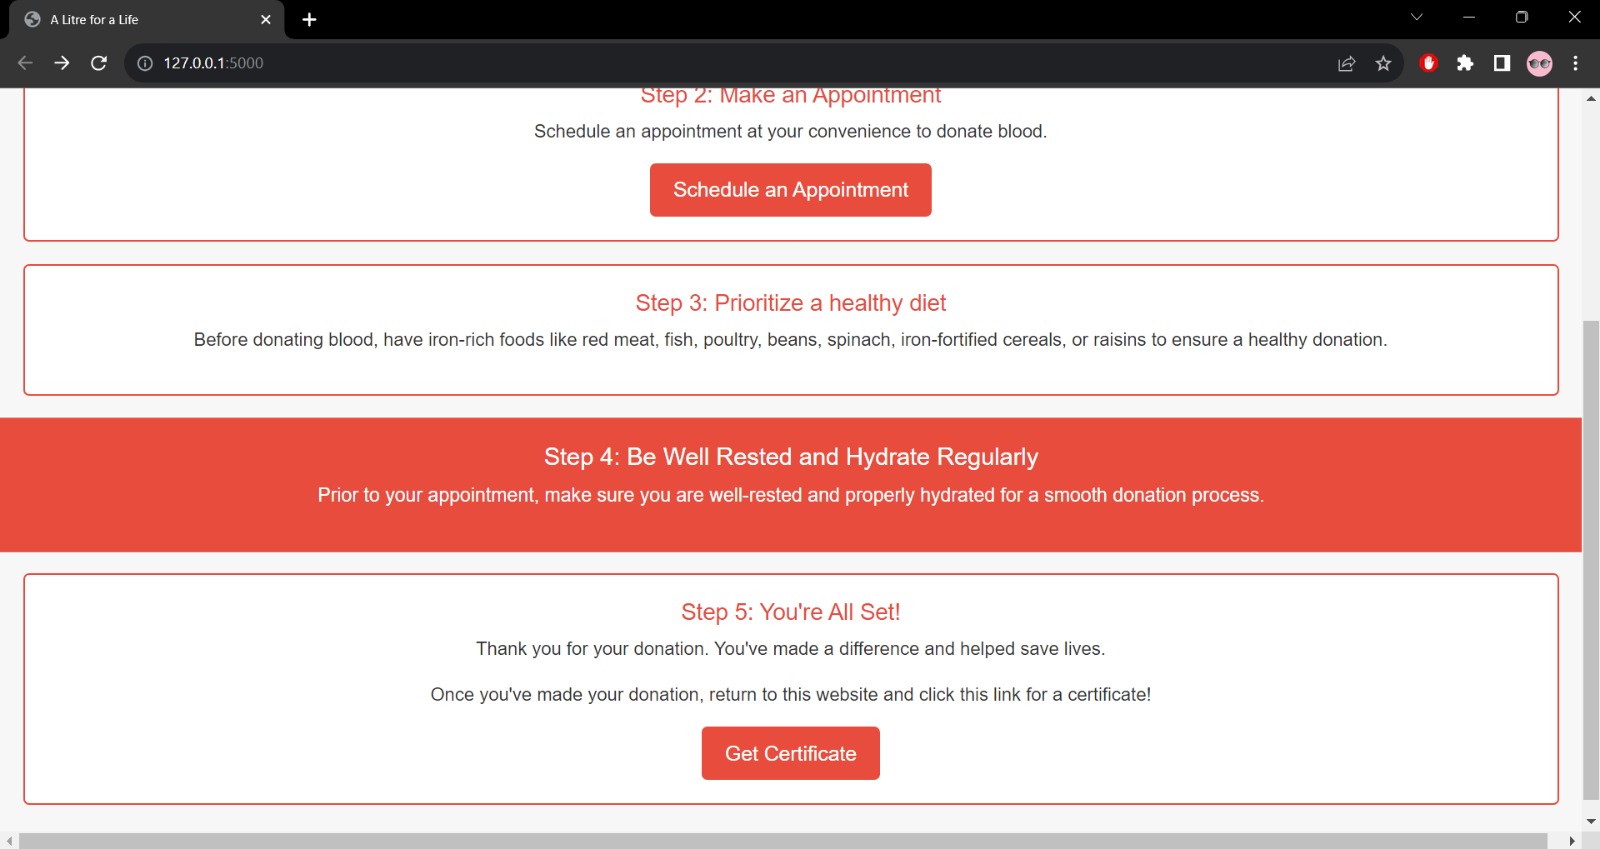 A Litre for a Life
127.0.0.1:5000
Step 2: Make an Appointment
Schedule an appointment at your convenience to donate blood.
Schedule an Appointment
Step 3: Prioritize a healthy diet
Before donating blood, have iron-rich foods like red meat, fish, poultry, beans, spinach, iron-fortified cereals, or raisins to ensure a healthy donation.
Step 4: Be Well Rested and Hydrate Regularly
Prior to your appointment, make sure you are well-rested and properly hydrated for a smooth donation process.
Step 5: You're All Set!
Thank you for your donation. You've made a difference and helped save lives.
Once you've made your donation, return to this website and click this link for a certificate!
Get Certificate